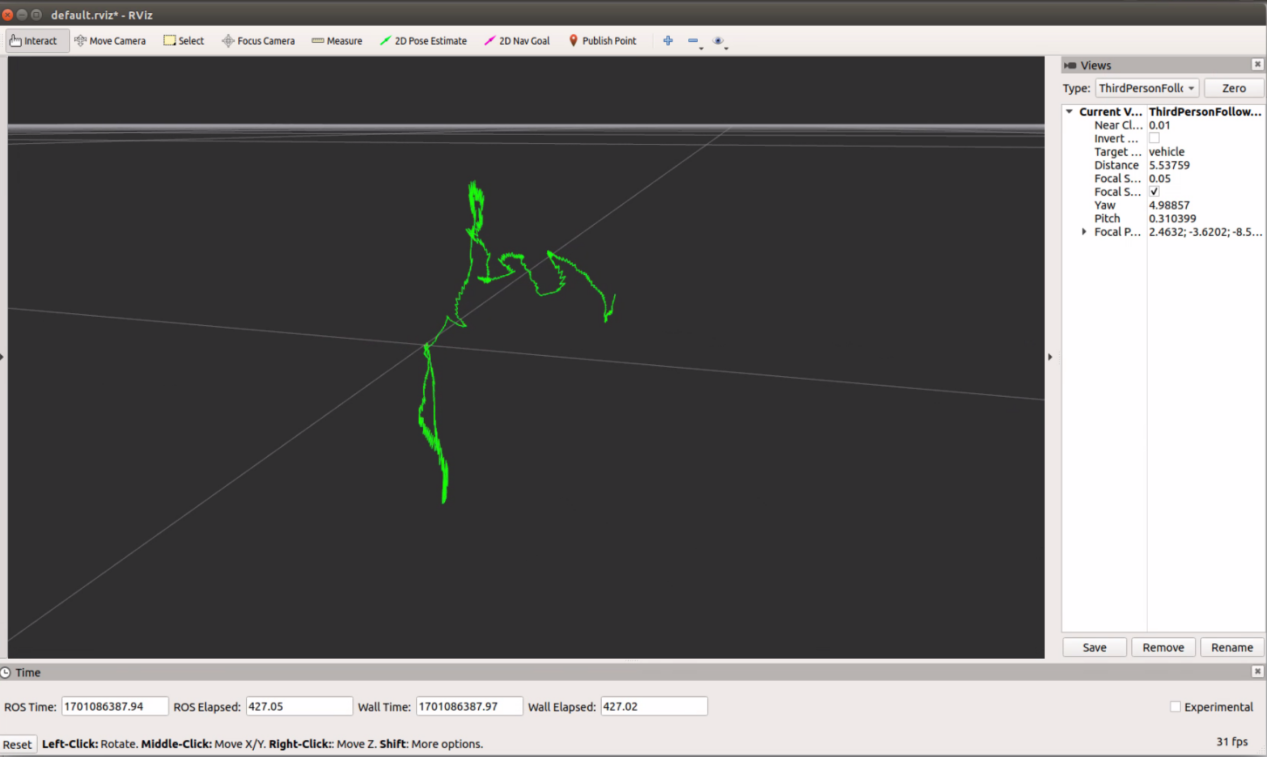 default.rviz* - RViz
Interact Move Camera Select Focus Camera Measure 2D Pose Estimate 2D Nav Goal Publish Point
Views
Type: ThirdPersonFoll Zero
Current V... ThirdPersonFollow...
Near Cl... 0.01
Invert ...
Target ... vehicle
Distance 5.53759
Focal S... 0.05
Focal S...
Yaw 4.98857
Pitch 0.310399
Focal P... 2.4632; -3.6202; -8.5...
Save Remove Rename
Time
ROS Time: 1701086387.94 ROS Elapsed: 427.05 Wall Time: 1701086387.97 Wall Elapsed: 427.02 Experimental
Reset Left-Click: Rotate. Middle-Click: Move X/Y. Right-Click:: Move Z. Shift: More options. 31 fps